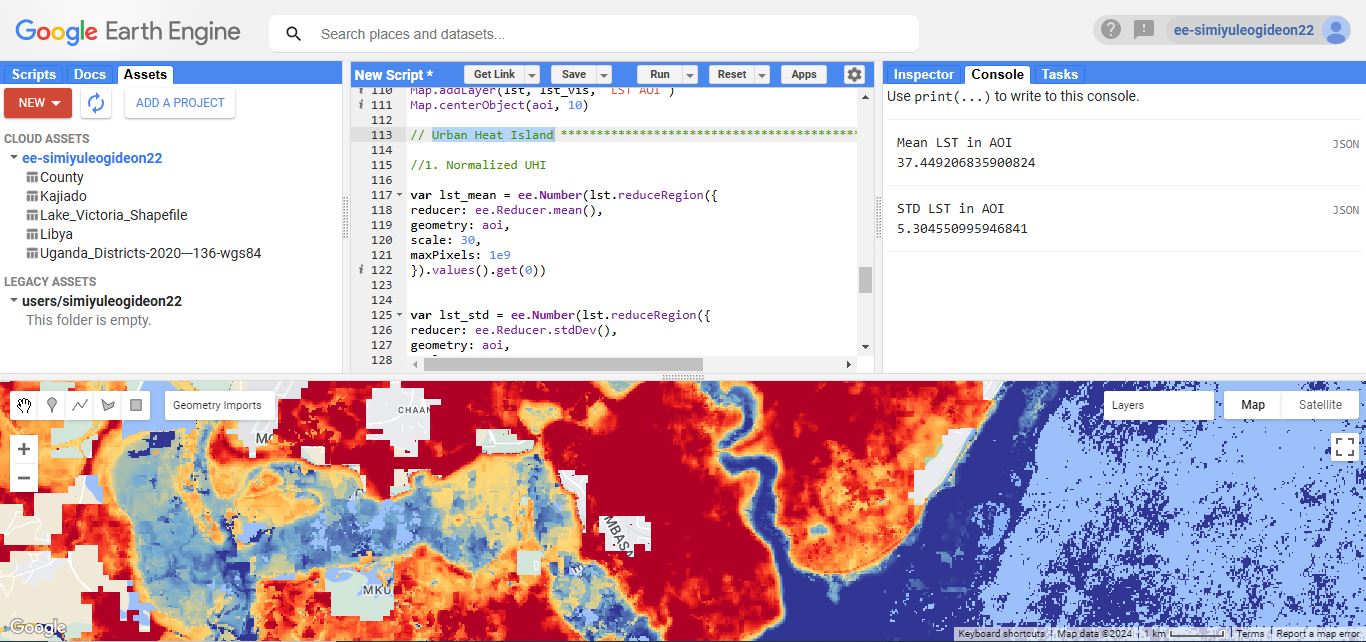 Google Earth Engine
Search places and datasets...
ee-simiyuleogideon22
Scripts Docs Assets
NEW
ADD A PROJECT
CLOUD ASSETS
ee-simiyuleogideon22
County
Kajiado
Lake_Victoria_Shapefile
Libya
Uganda_Districts-2020---136-wgs84
LEGACY ASSETS
users/simiyuleogideon22
This folder is empty.
New Script *
Get Link Save Run Reset Apps
i 110 Map.addLayer(lst, lst_vis, 'LST AOI')
i 111 Map.centerObject(aoi, 10)
112
113 // Urban Heat Island *****************************************
114
115 //1. Normalized UHI
116
117 var lst_mean = ee.Number(lst.reduceRegion({
118 reducer: ee.Reducer.mean(),
119 geometry: aoi,
120 scale: 30,
121 maxPixels: 1e9
i 122 }).values().get(0))
123
124
125 var lst_std = ee.Number(lst.reduceRegion({
126 reducer: ee.Reducer.stdDev(),
127 geometry: aoi,
128
Inspector Console Tasks
Use print(...) to write to this console.
Mean LST in AOI JSON
37.449206835900824
STD LST in AOI JSON
5.304550995946841
Geometry Imports
Layers
Map Satellite
+
−
CHAAN
MKU
Google
Keyboard shortcuts Map data ©2024 1 km Terms Report a map erro